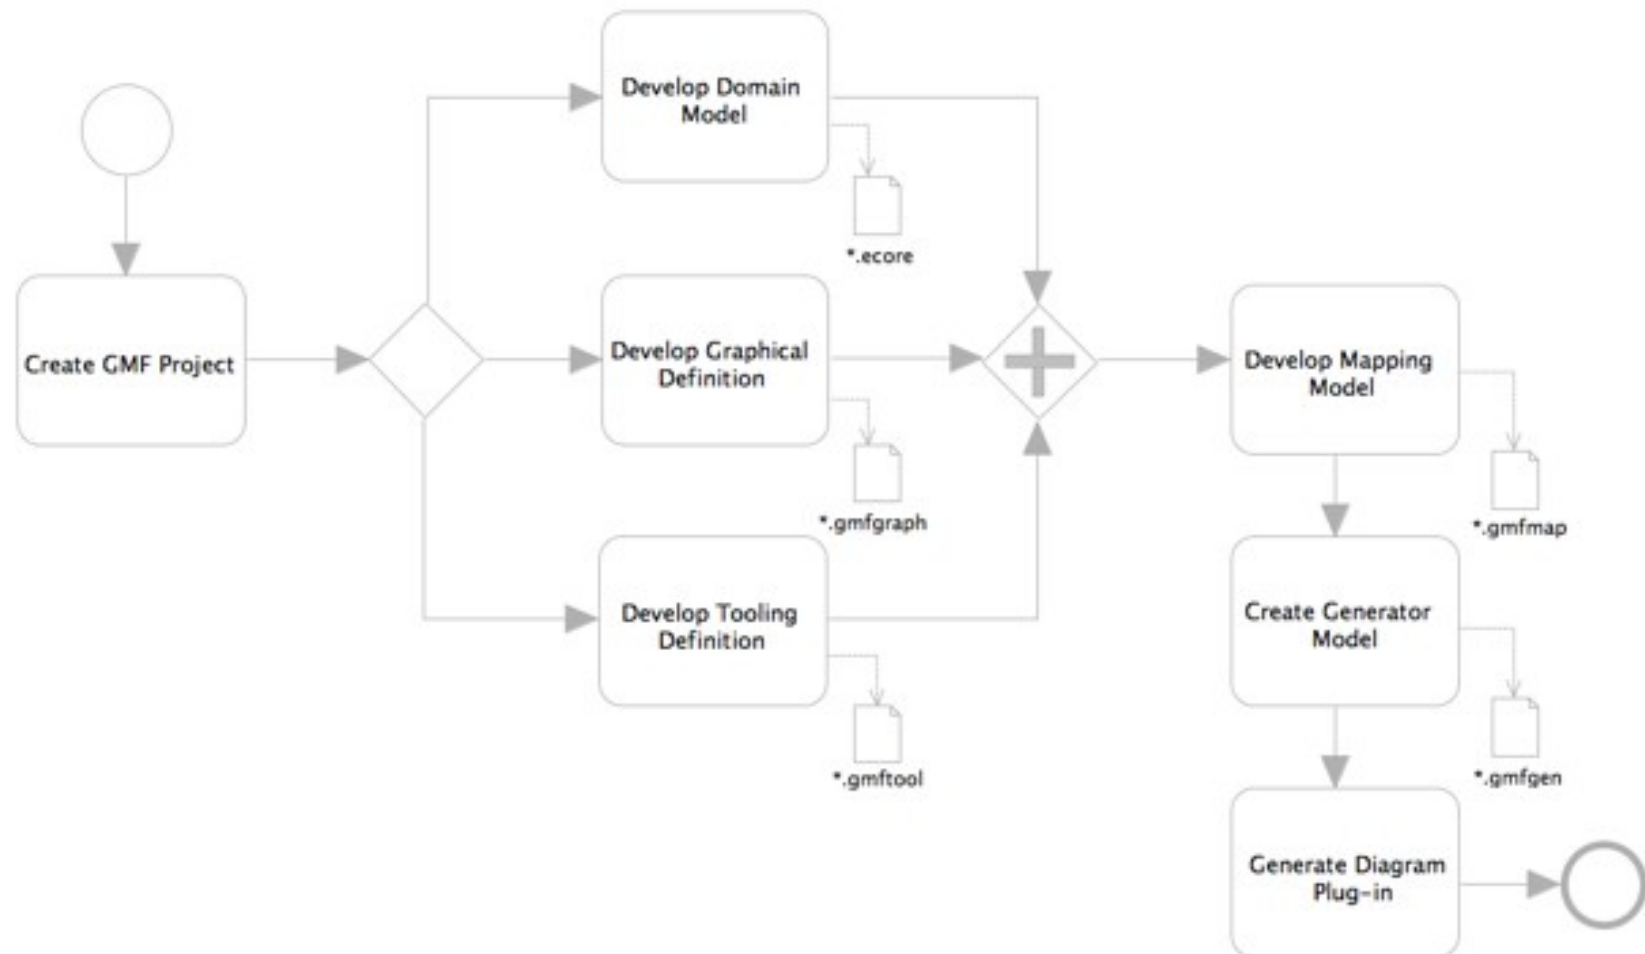 Develop Domain
Model
*.ecore
Create GMF Project
Develop Graphical
Definition
*.gmfgraph
Develop Mapping
Model
*.gmfmap
Develop Tooling
Definition
*.gmftool
Create Generator
Model
*.gmfgen
Generate Diagram
Plug-in